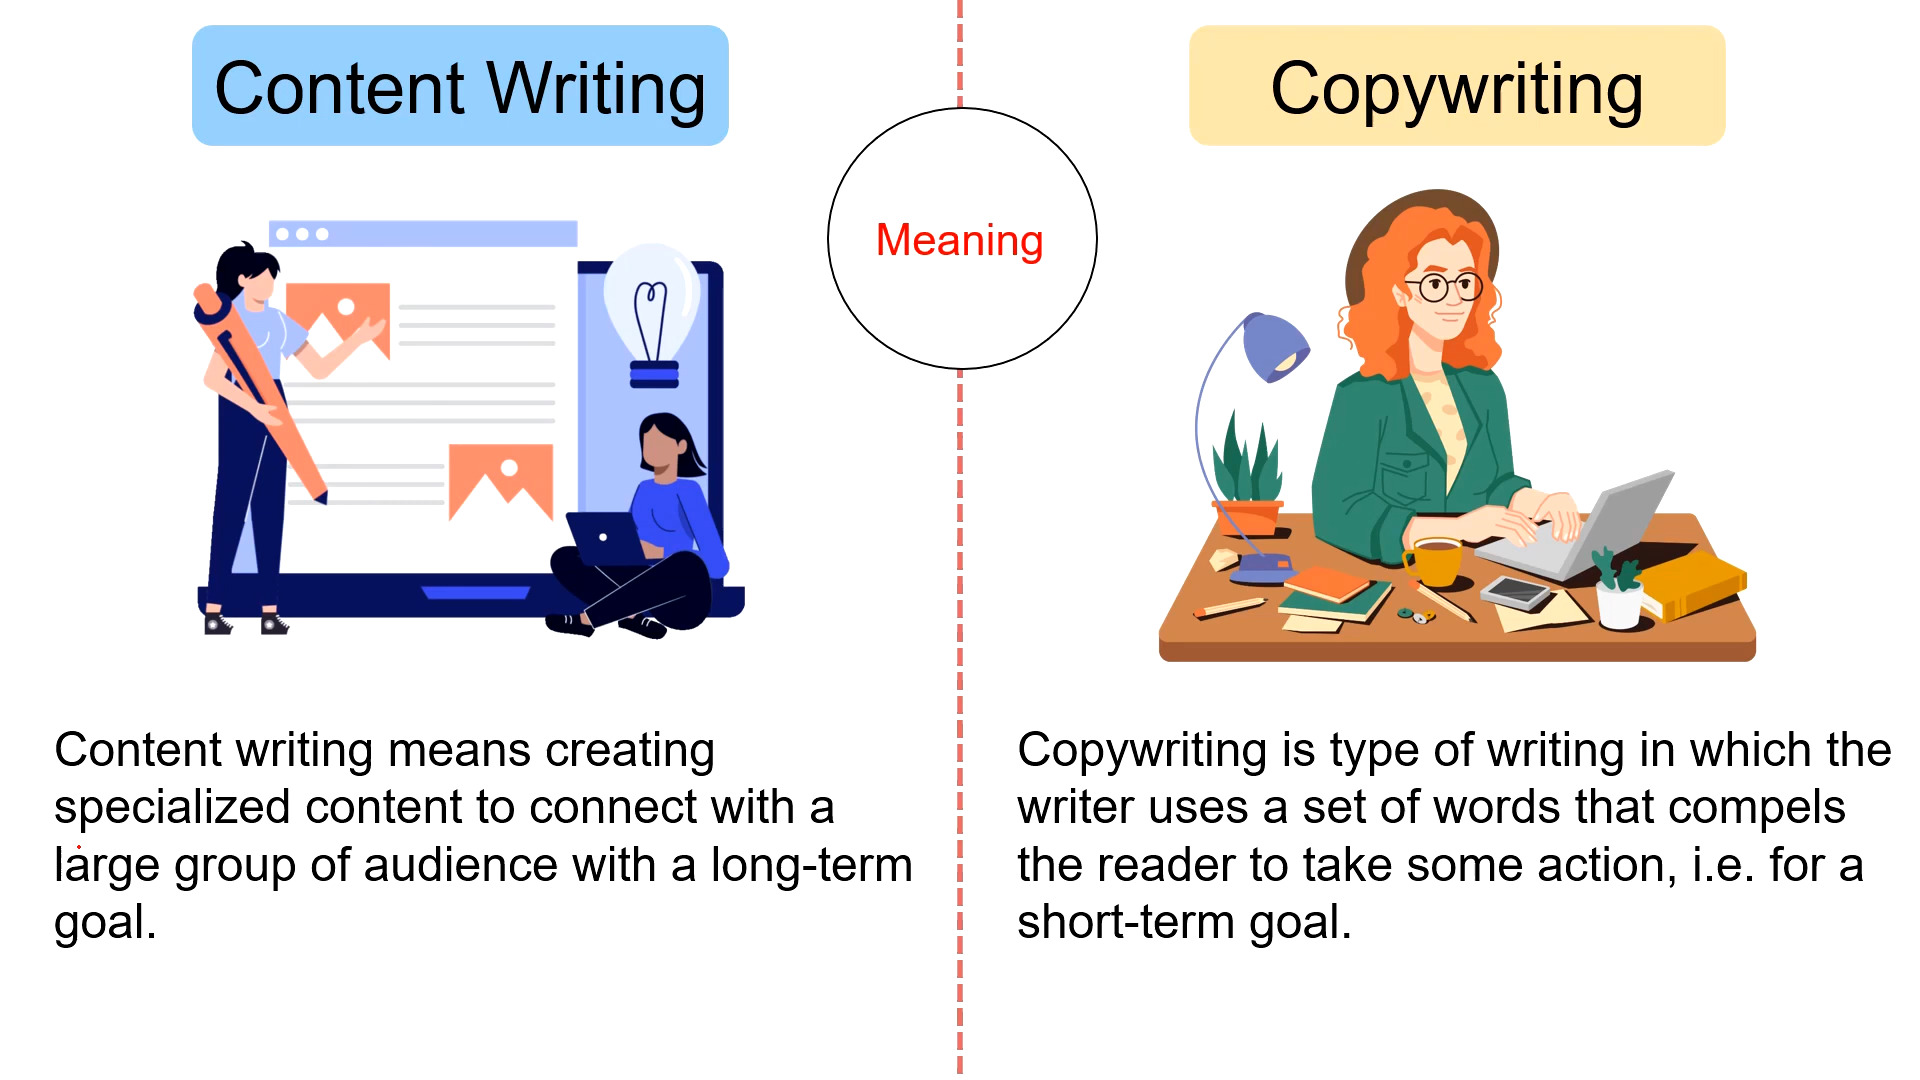 Content Writing
Copywriting
Meaning
Content writing means creating
specialized content to connect with a
large group of audience with a long-term
goal.
Copywriting is type of writing in which the
writer uses a set of words that compels
the reader to take some action, i.e. for a
short-term goal.